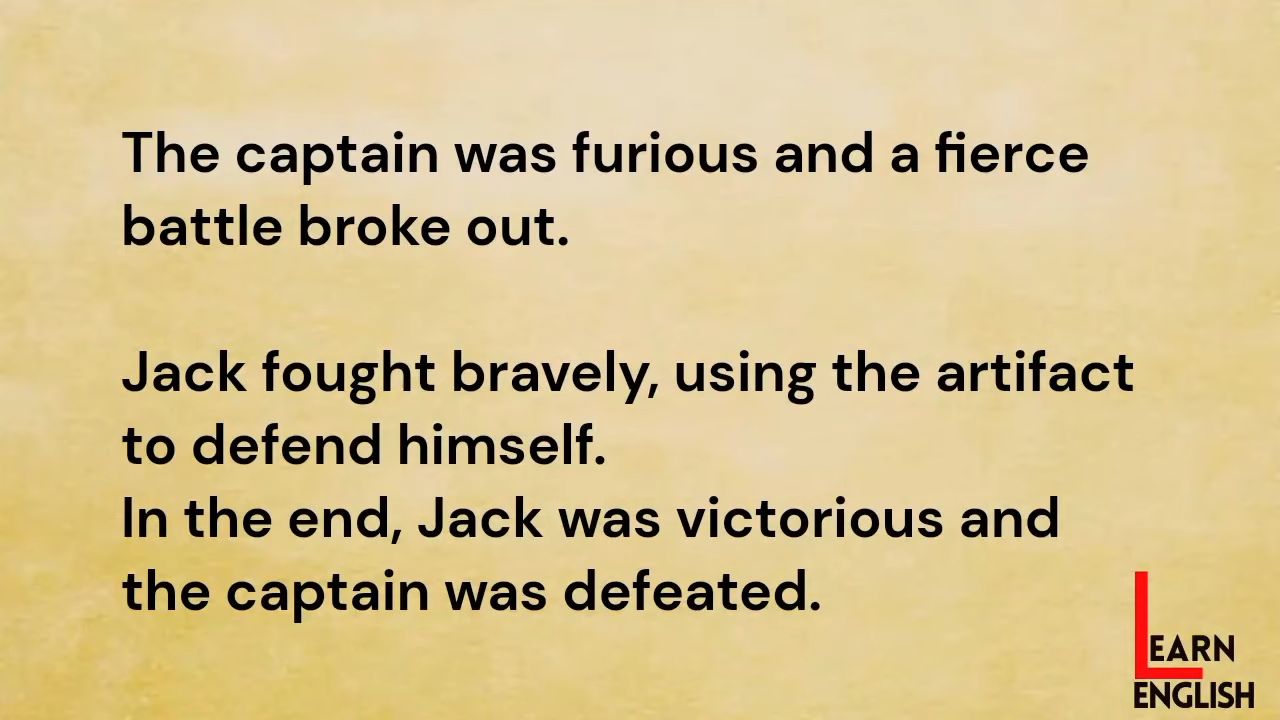 The captain was furious and a fierce
battle broke out.
Jack fought bravely, using the artifact
to defend himself.
In the end, Jack was victorious and
the captain was defeated.
LEARN
ENGLISH